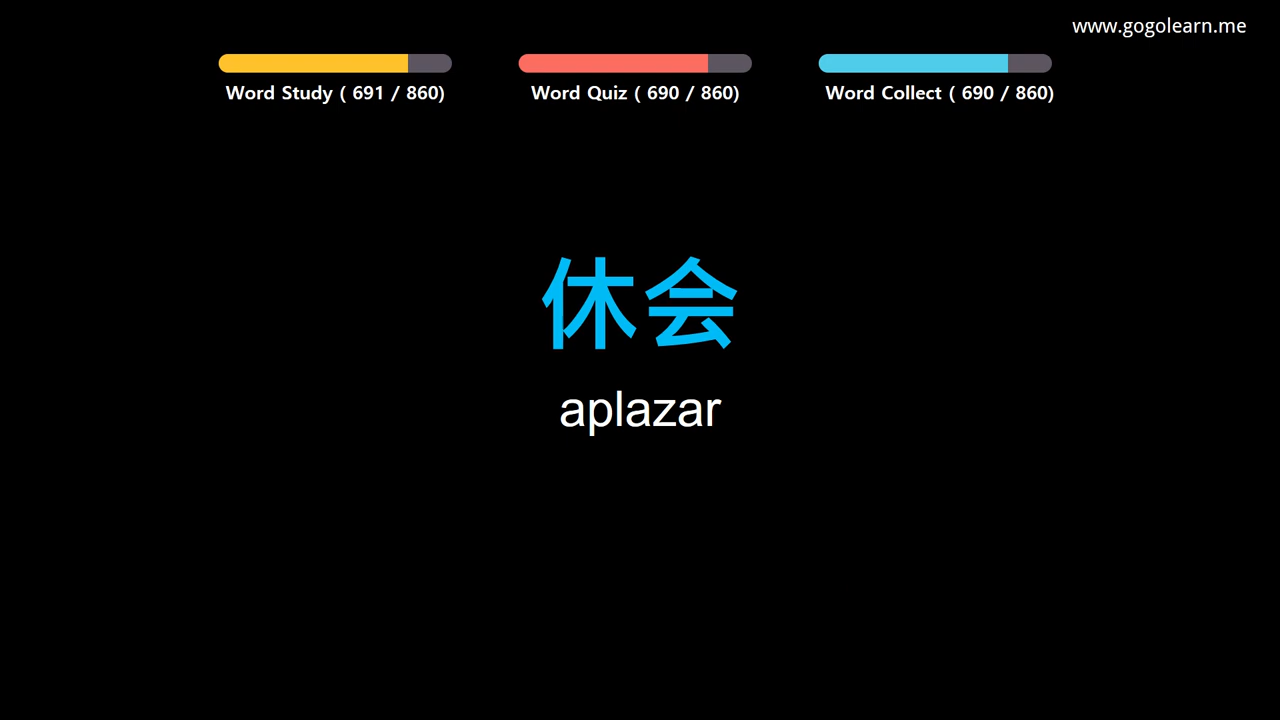 www.gogolearn.me
Word Study ( 691 / 860)
Word Quiz ( 690 / 860)
Word Collect ( 690 / 860)
休会
aplazar